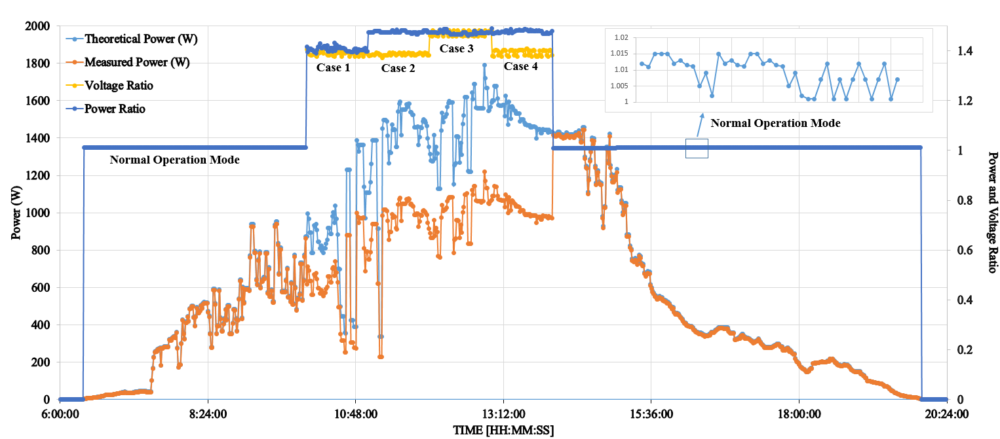 2000
1800
1600
1400
1200
1000
800
600
400
200
0
Power (W)
Theoretical Power (W)
Measured Power (W)
Voltage Ratio
Power Ratio
Normal Operation Mode
Case 1
Case 2
Case 3
Case 4
1.02
1.015
1.01
1.005
1
Normal Operation Mode
1.4
1.2
1
0.8
0.6
0.4
0.2
0
Power and Voltage Ratio
6:00:00
8:24:00
10:48:00
13:12:00
15:36:00
18:00:00
20:24:00
TIME [HH:MM:SS]